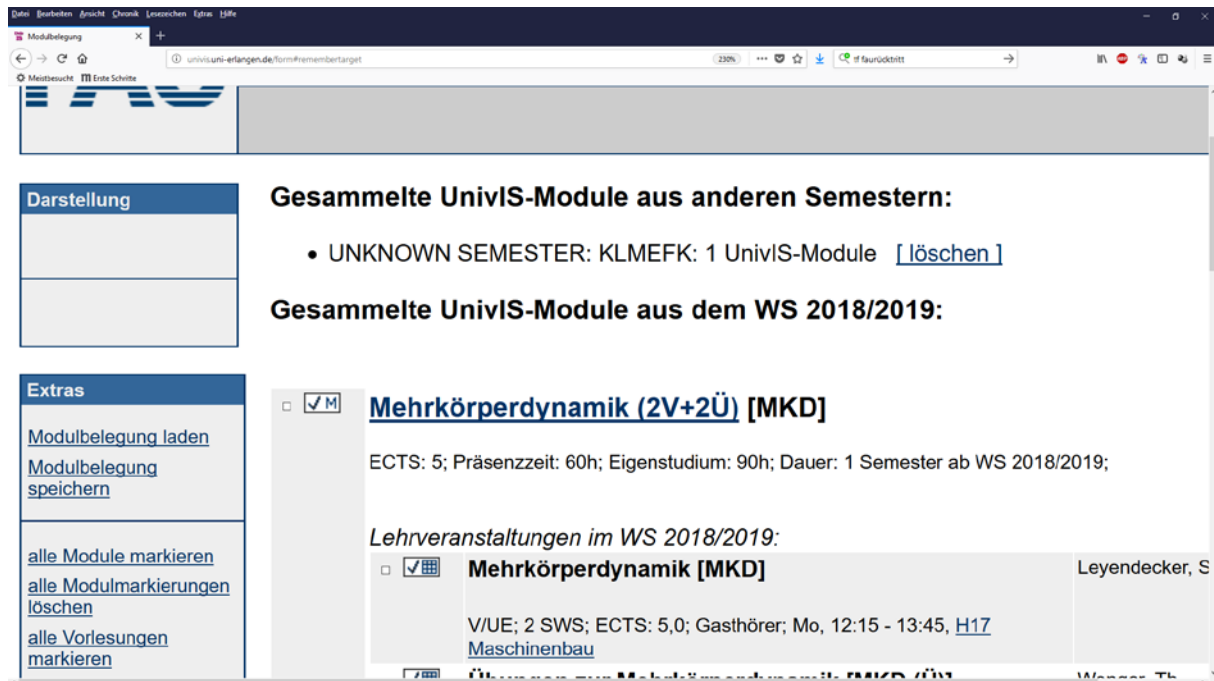 Datei Bearbeiten Ansicht Chronik Lesezeichen Extras Hilfe
Modulbelegung
univis.uni-erlangen.de/form#remembertarget
230%
tf faurücktritt
Meistbesucht Erste Schritte
FAU
Darstellung
Gesammelte UnivIS-Module aus anderen Semestern:
• UNKNOWN SEMESTER: KLMEFK: 1 UnivIS-Module [ löschen ]
Gesammelte UnivIS-Module aus dem WS 2018/2019:
Extras
Modulbelegung laden
Modulbelegung
speichern
alle Module markieren
alle Modulmarkierungen
löschen
alle Vorlesungen
markieren
M
Mehrkörperdynamik (2V+2Ü) [MKD]
ECTS: 5; Präsenzzeit: 60h; Eigenstudium: 90h; Dauer: 1 Semester ab WS 2018/2019;
Lehrveranstaltungen im WS 2018/2019:
Mehrkörperdynamik [MKD]
Leyendecker, S
V/UE; 2 SWS; ECTS: 5,0; Gasthörer; Mo, 12:15 - 13:45, H17
Maschinenbau
Übungen zur Mehrkörperdynamik [MKD (Ü)]